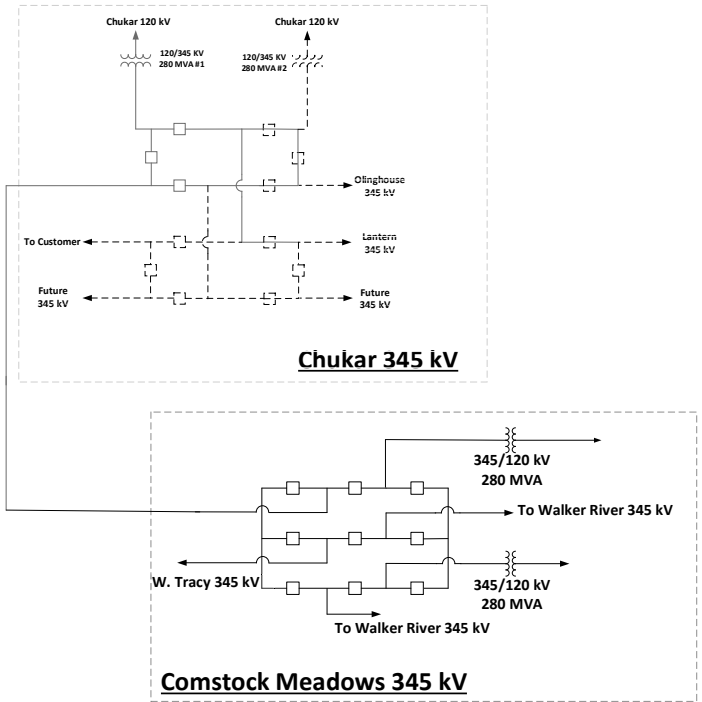 Chukar 120 kV
Chukar 120 kV
120/345 KV
280 MVA #1
120/345 KV
280 MVA #2
Olinghouse
345 kV
To Customer
Lantern
345 kV
Future
345 kV
Future
345 kV
Chukar 345 kV
345/120 kV
280 MVA
To Walker River 345 kV
W. Tracy 345 kV
345/120 kV
280 MVA
To Walker River 345 kV
Comstock Meadows 345 kV